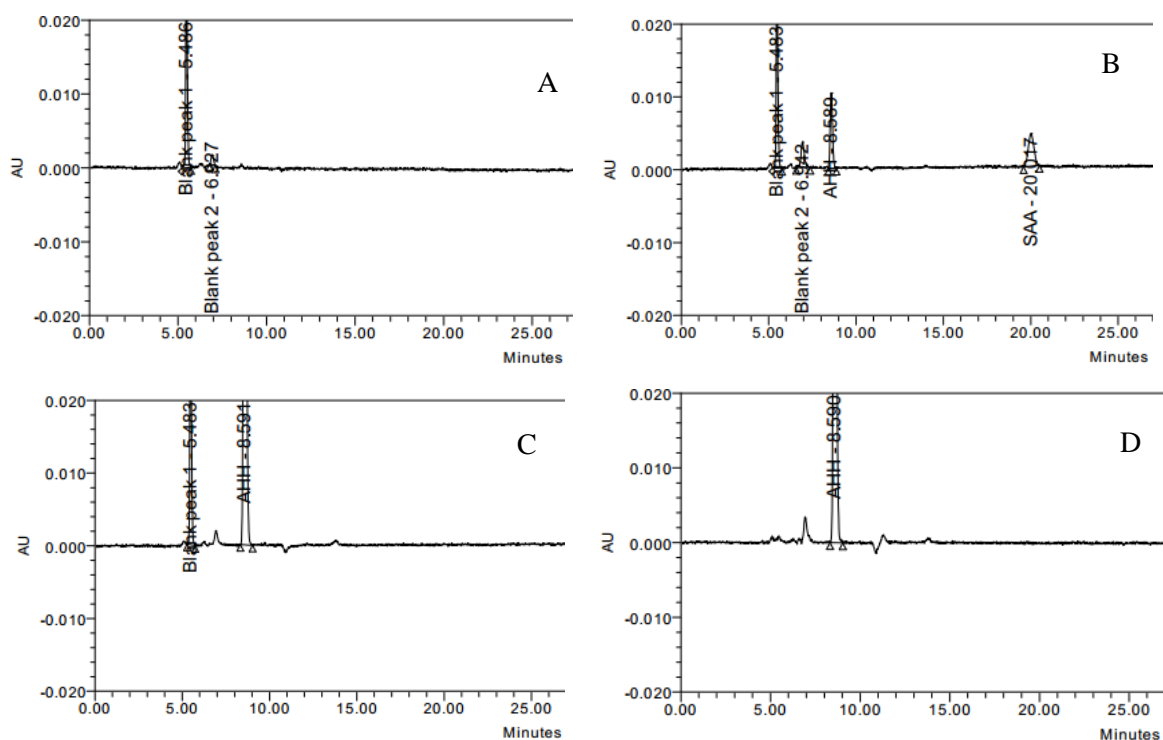 A
AU
0.020
0.010
0.000
-0.010
-0.020
Blank peak 1 - 5.486
Blank peak 2 - 6.927
0.00 5.00 10.00 15.00 20.00 25.00
Minutes
B
AU
0.020
0.010
0.000
-0.010
-0.020
Blank peak 1 - 5.483
Blank peak 2 - 6.942
AHH - 8.589
SAA - 20.017
0.00 5.00 10.00 15.00 20.00 25.00
Minutes
C
AU
0.020
0.010
0.000
-0.010
-0.020
Blank peak 1 - 5.483
AHH - 8.591
0.00 5.00 10.00 15.00 20.00 25.00
Minutes
D
AU
0.020
0.010
0.000
-0.010
-0.020
AHH - 8.590
0.00 5.00 10.00 15.00 20.00 25.00
Minutes